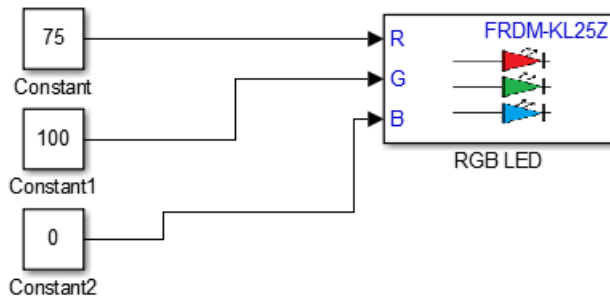 75
Constant
100
Constant1
0
Constant2
FRDM-KL25Z
R
G
B
RGB LED